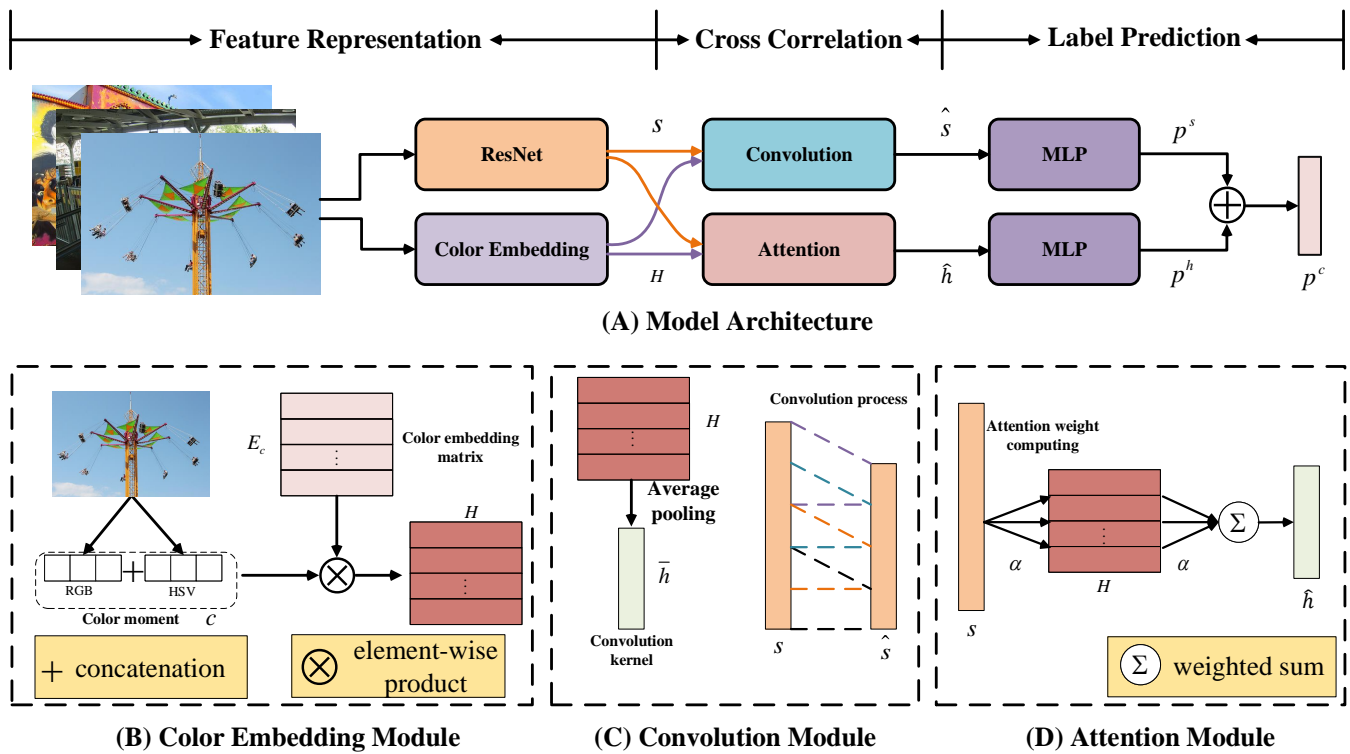 Feature Representation
Cross Correlation
Label Prediction
ResNet
s
Convolution
ŝ
MLP
p^s
Color Embedding
H
Attention
ĥ
MLP
p^h
p^c
(A) Model Architecture
E_c
Color embedding
matrix
H
RGB
+
HSV
Color moment
c
+ concatenation
element-wise
product
(B) Color Embedding Module
H
Average
pooling
h̅
Convolution
kernel
Convolution process
s
ŝ
(C) Convolution Module
Attention weight
computing
α
H
α
Σ
s
ĥ
Σ weighted sum
(D) Attention Module